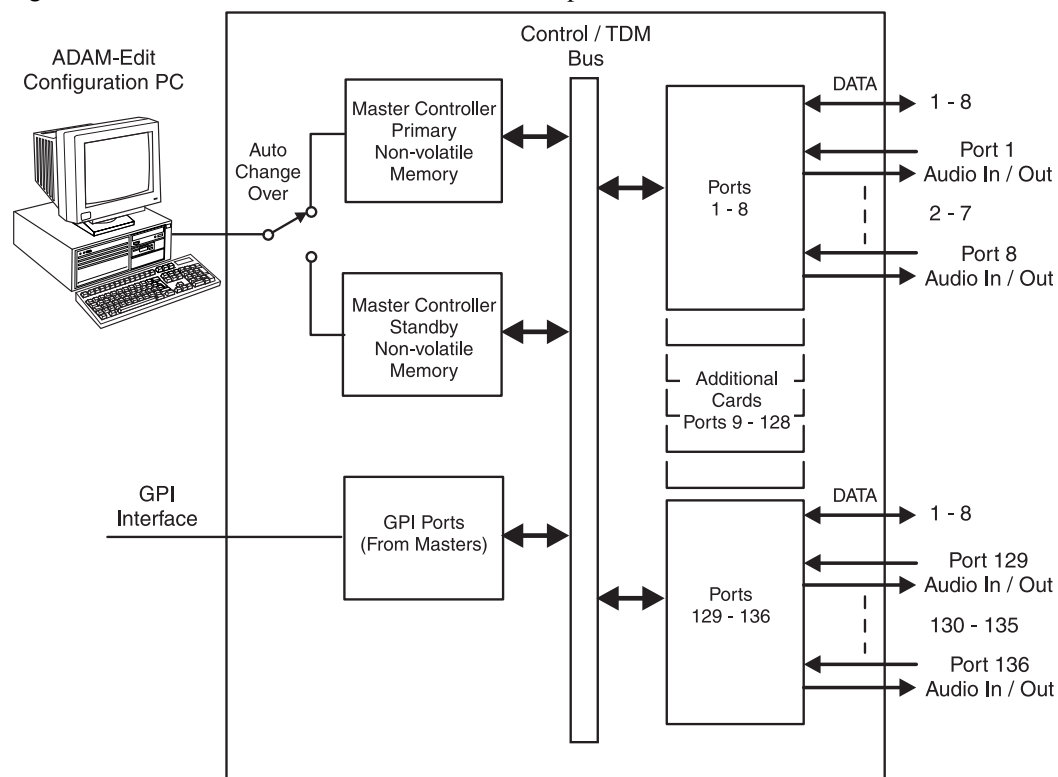 Control / TDM
Bus
ADAM-Edit
Configuration PC
Auto
Change
Over
Master Controller
Primary
Non-volatile
Memory
Master Controller
Standby
Non-volatile
Memory
GPI
Interface
GPI Ports
(From Masters)
Ports
1 - 8
DATA
1 - 8
Port 1
Audio In / Out
2 - 7
Port 8
Audio In / Out
Additional
Cards
Ports 9 - 128
Ports
129 - 136
DATA
1 - 8
Port 129
Audio In / Out
130 - 135
Port 136
Audio In / Out